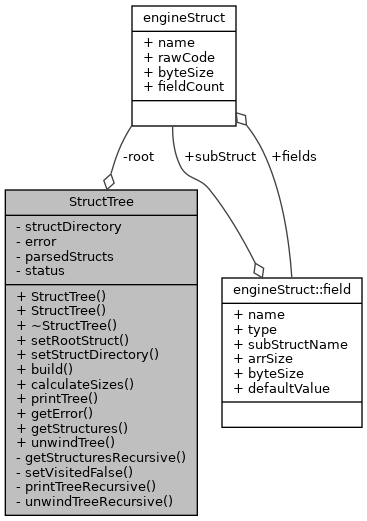 engineStruct
+ name
+ rawCode
+ byteSize
+ fieldCount
-root
+subStruct
+fields
StructTree
- structDirectory
- error
- parsedStructs
- status
+ StructTree()
+ StructTree()
+ ~StructTree()
+ setRootStruct()
+ setStructDirectory()
+ build()
+ calculateSizes()
+ printTree()
+ getError()
+ getStructures()
+ unwindTree()
- getStructuresRecursive()
- setVisitedFalse()
- printTreeRecursive()
- unwindTreeRecursive()
engineStruct::field
+ name
+ type
+ subStructName
+ arrSize
+ byteSize
+ defaultValue